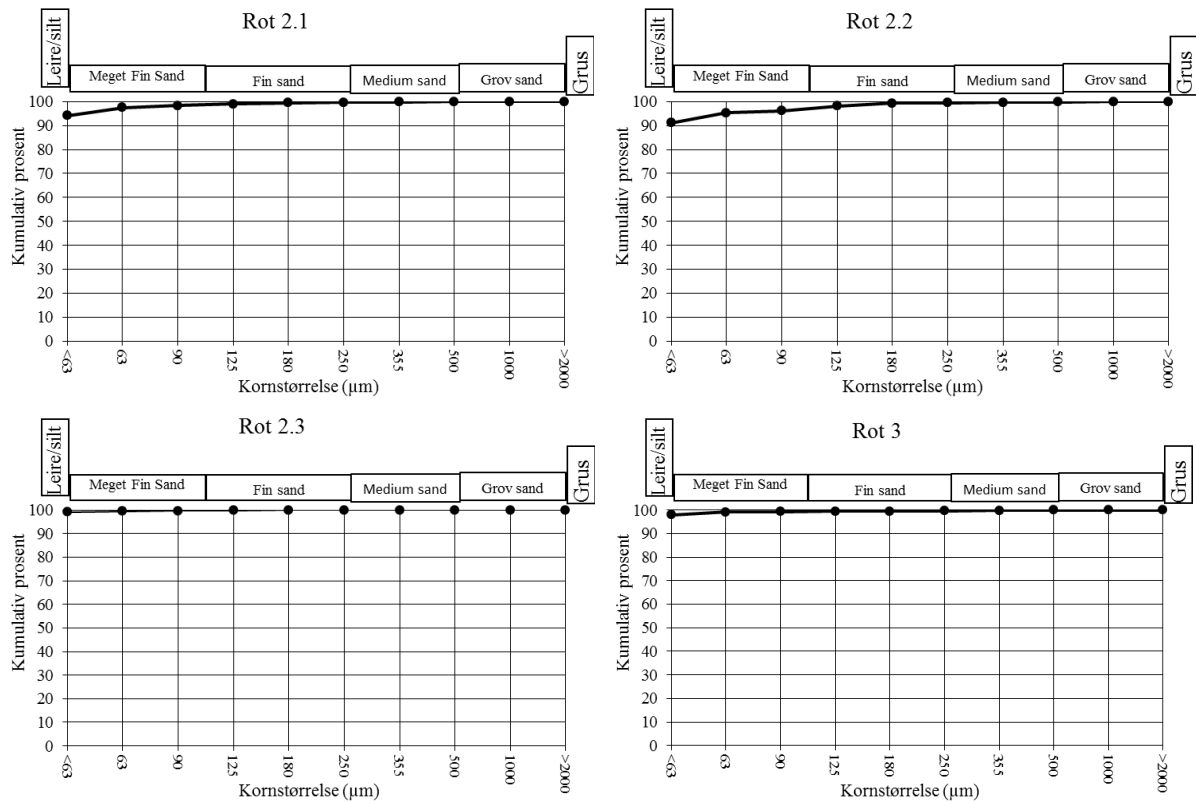 Rot 2.1
Leire/silt
Meget Fin Sand
Fin sand
Medium sand
Grov sand
Grus
Kumulativ prosent
100
90
80
70
60
50
40
30
20
10
0
<63 63 90 125 180 250 355 500 1000 >2000
Kornstørrelse (µm)
Rot 2.2
Leire/silt
Meget Fin Sand
Fin sand
Medium sand
Grov sand
Grus
Kumulativ prosent
100
90
80
70
60
50
40
30
20
10
0
<63 63 90 125 180 250 355 500 1000 >2000
Kornstørrelse (µm)
Rot 2.3
Leire/silt
Meget Fin Sand
Fin sand
Medium sand
Grov sand
Grus
Kumulativ prosent
100
90
80
70
60
50
40
30
20
10
0
<63 63 90 125 180 250 355 500 1000 >2000
Kornstørrelse (µm)
Rot 3
Leire/silt
Meget Fin Sand
Fin sand
Medium sand
Grov sand
Grus
Kumulativ prosent
100
90
80
70
60
50
40
30
20
10
0
<63 63 90 125 180 250 355 500 1000 >2000
Kornstørrelse (µm)